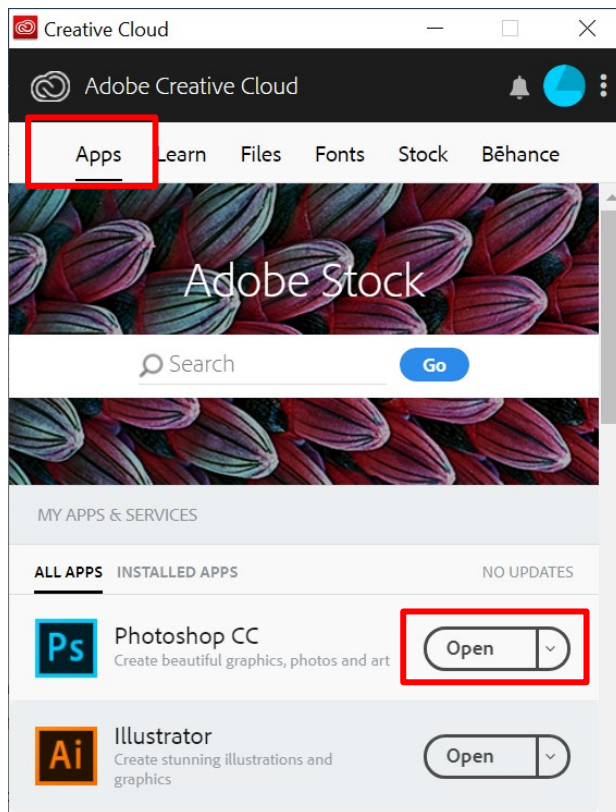 Creative Cloud
Adobe Creative Cloud
Apps Learn Files Fonts Stock Bēhance
Adobe Stock
Search Go
MY APPS & SERVICES
ALL APPS INSTALLED APPS NO UPDATES
Ps Photoshop CC Open
Create beautiful graphics, photos and art
Ai Illustrator Open
Create stunning illustrations and
graphics